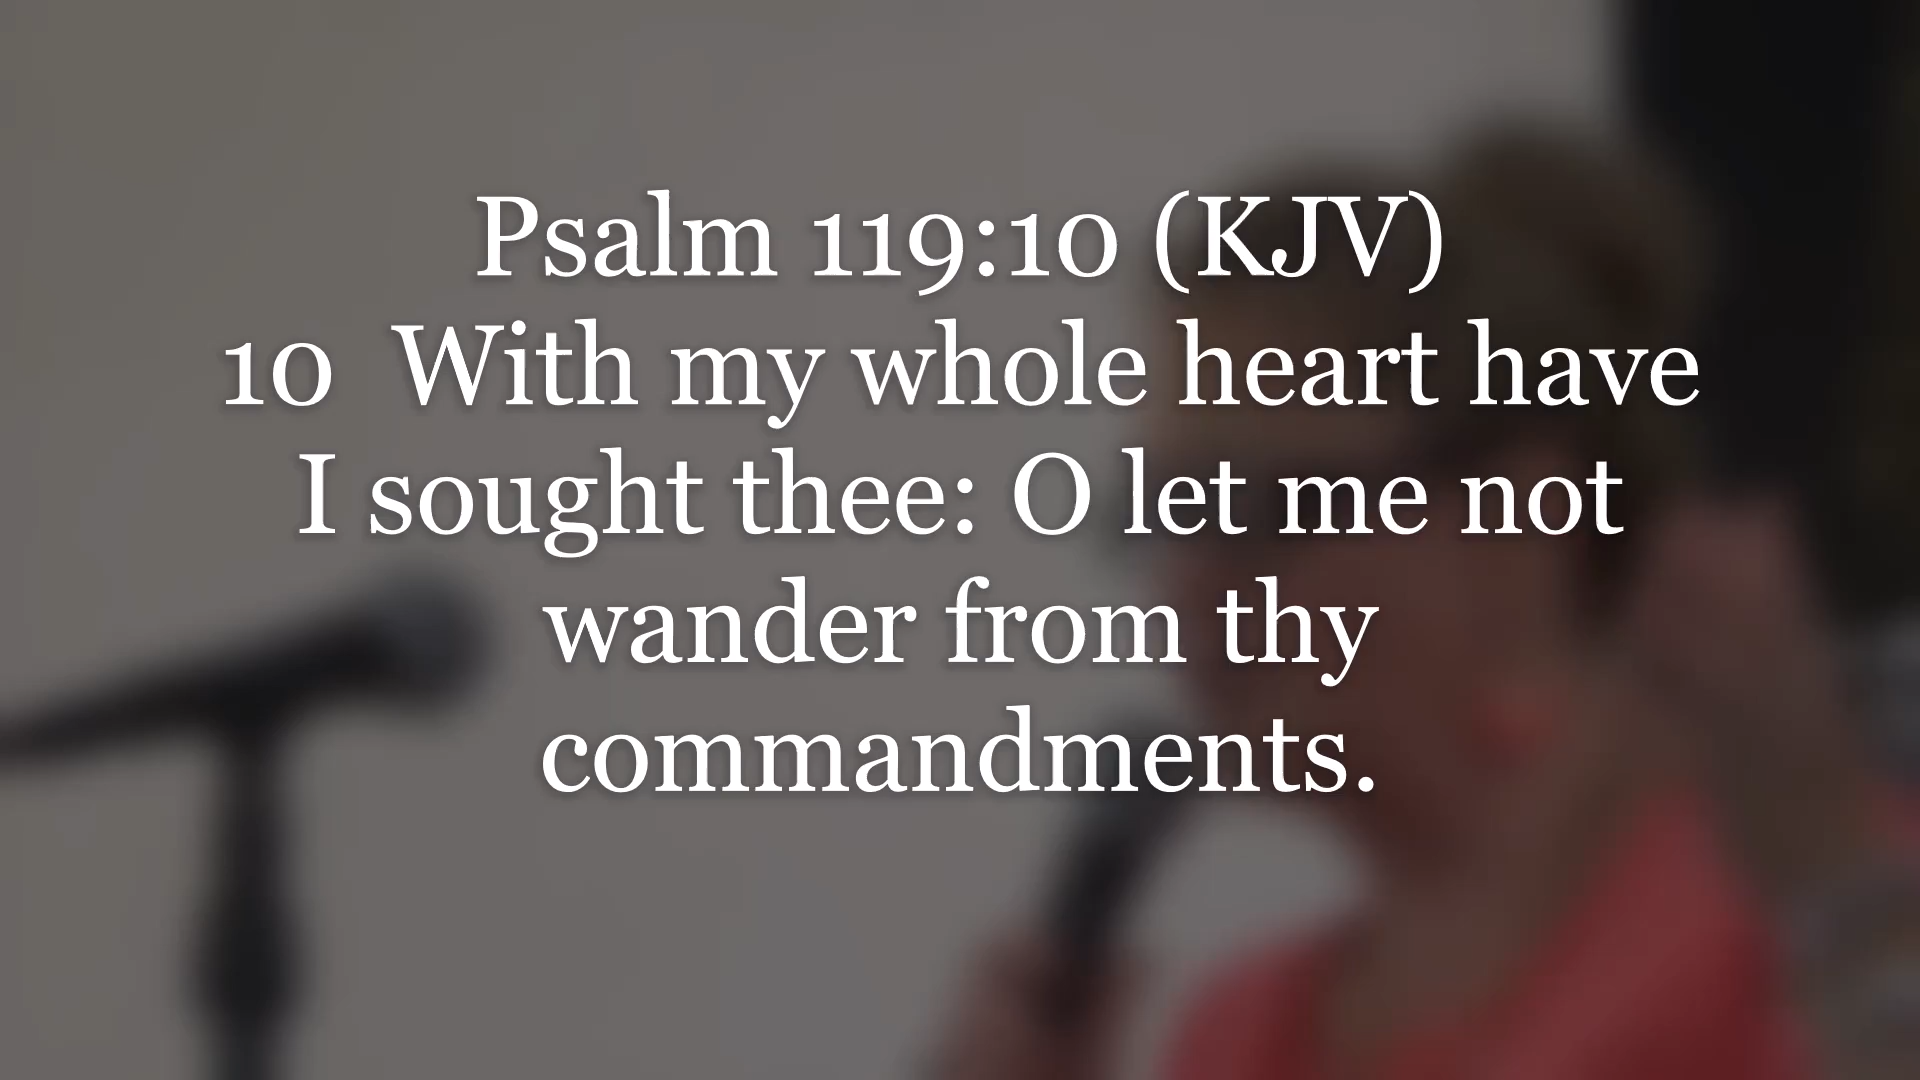 Psalm 119:10 (KJV)
10  With my whole heart have
I sought thee: O let me not
wander from thy
commandments.